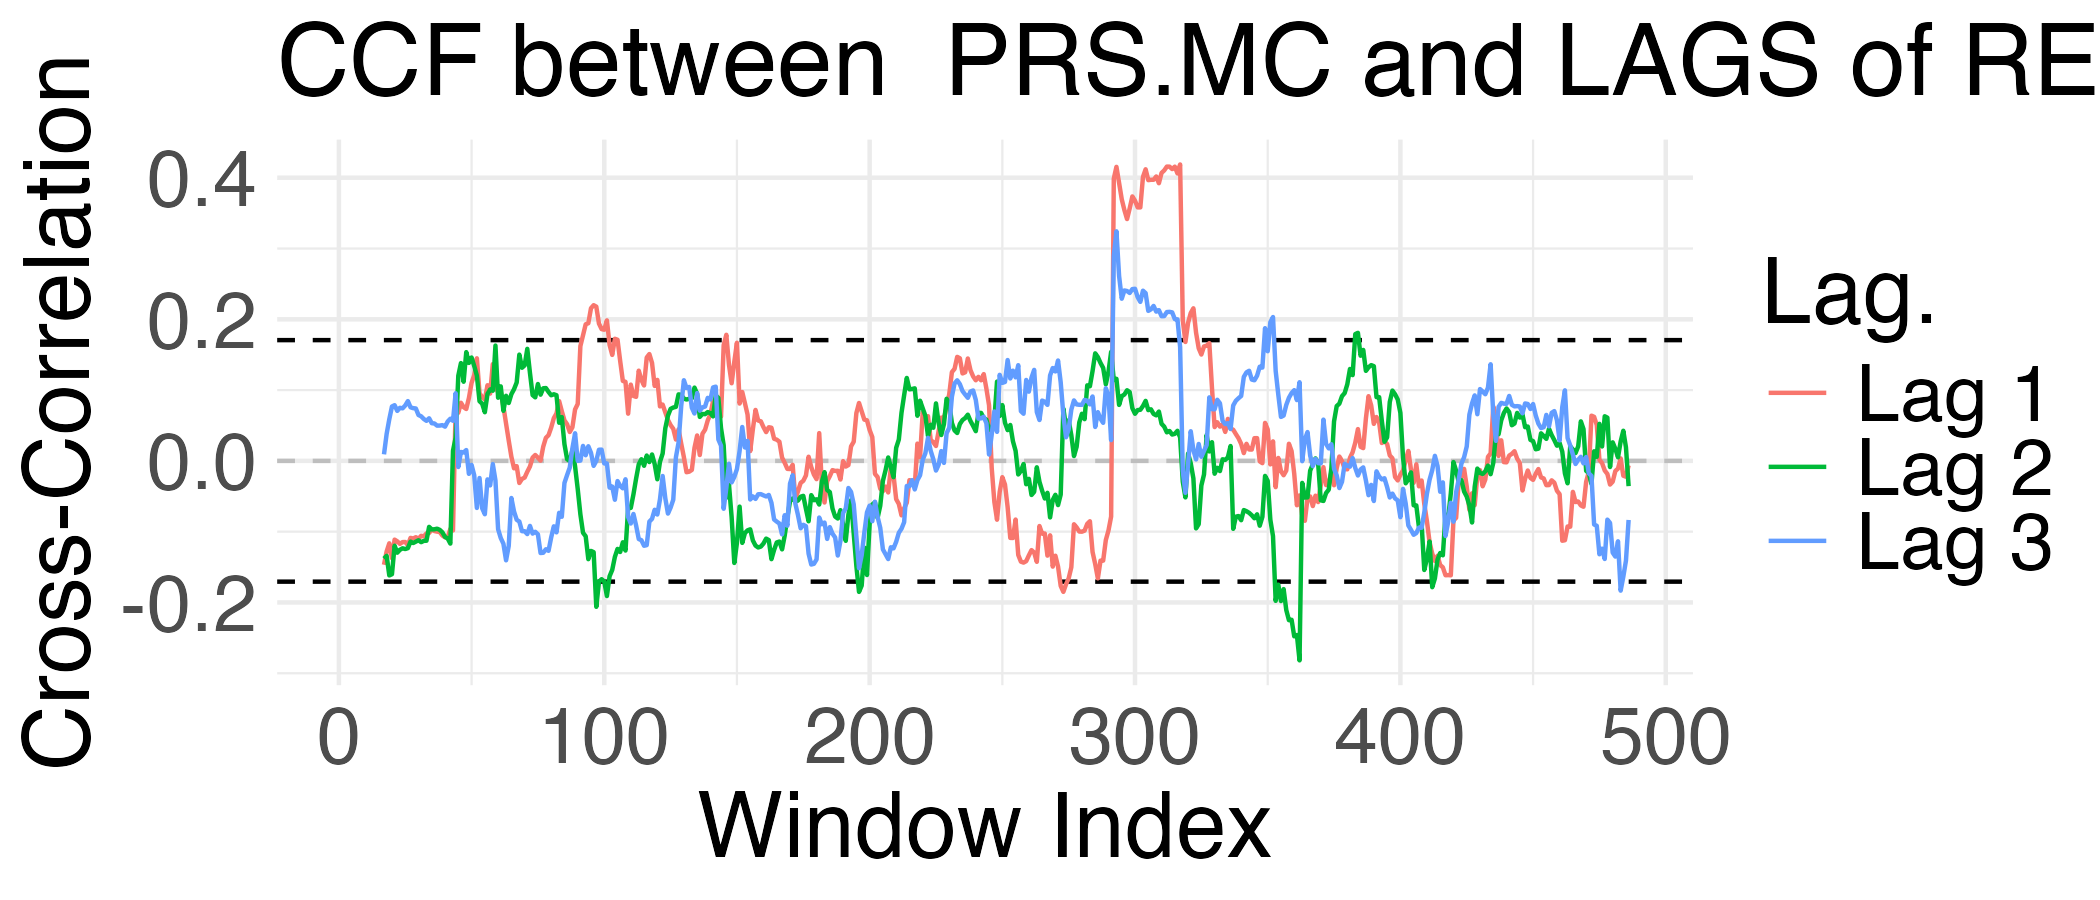 CCF between PRS.MC and LAGS of RE
Cross-Correlation
0.4
0.2
0.0
-0.2
0 100 200 300 400 500
Window Index
Lag.
Lag 1
Lag 2
Lag 3